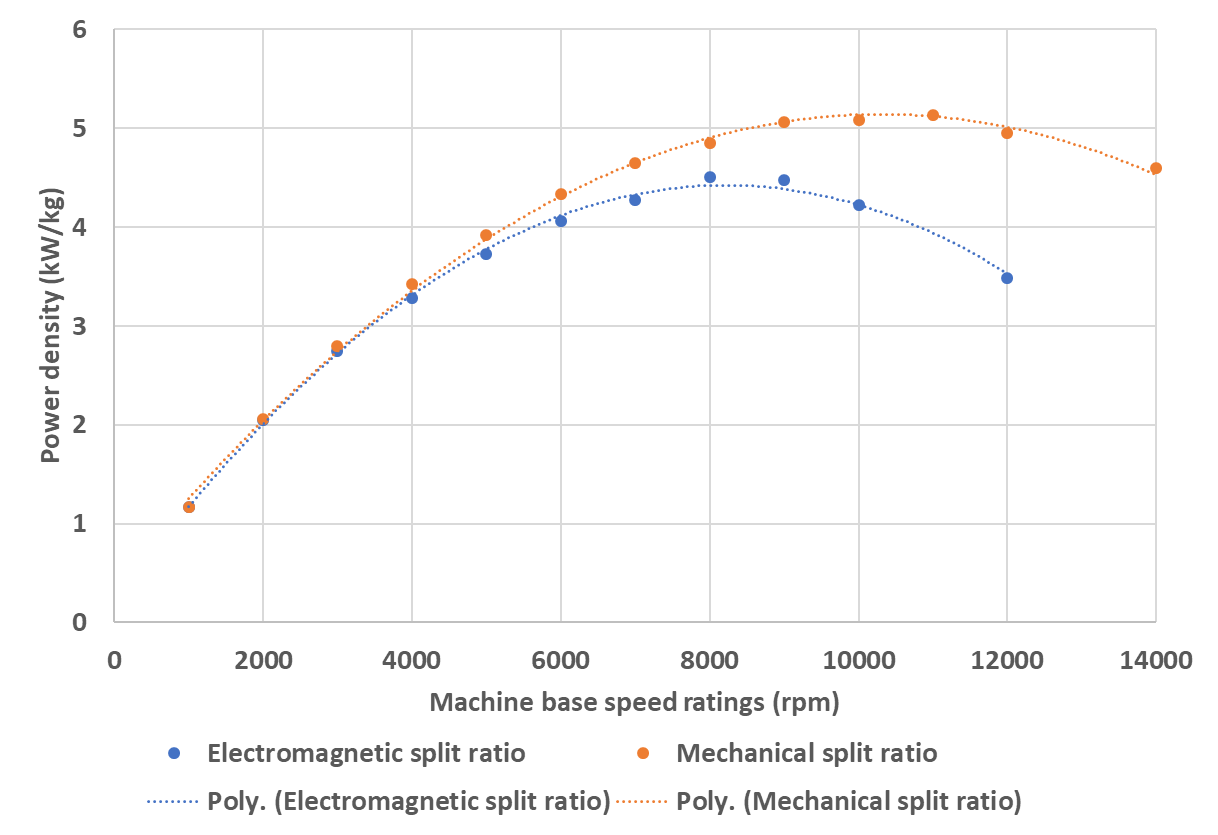 6
5
4
3
2
1
0
Power density (kW/kg)
0 2000 4000 6000 8000 10000 12000 14000
Machine base speed ratings (rpm)
Electromagnetic split ratio Mechanical split ratio
Poly. (Electromagnetic split ratio) Poly. (Mechanical split ratio)